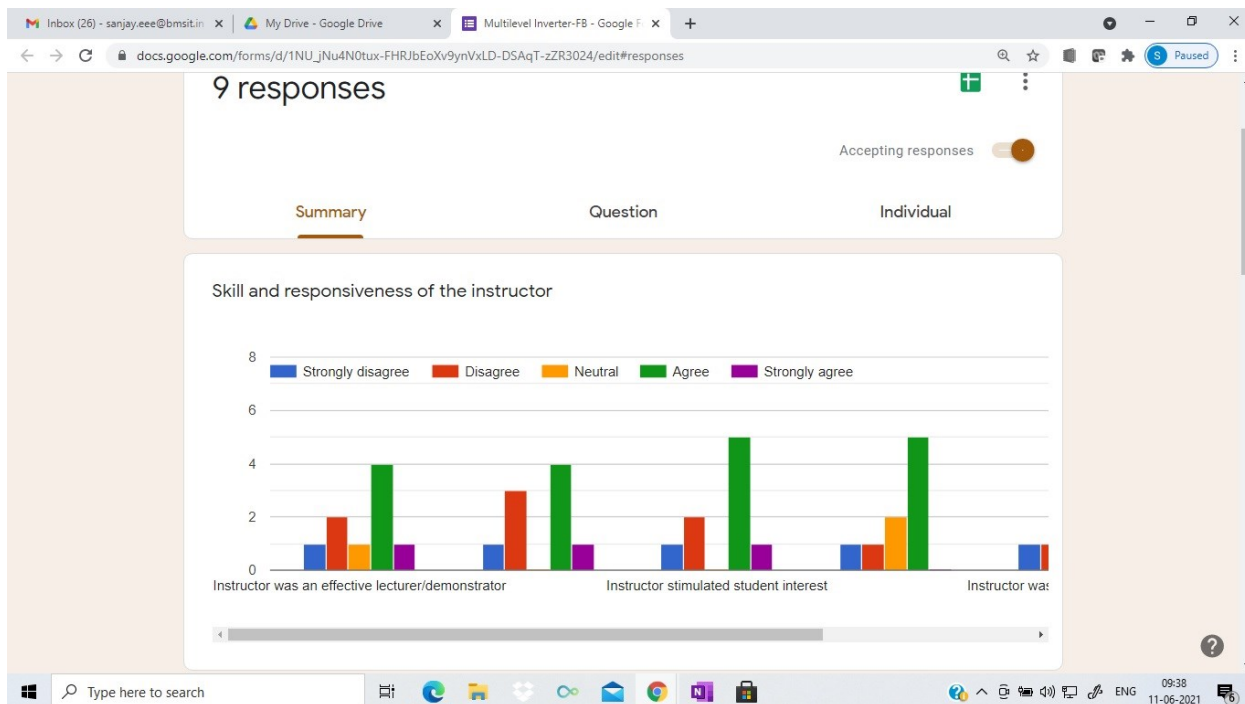 Inbox (26) - sanjay.eee@bmsit.in
My Drive - Google Drive
Multilevel Inverter-FB - Google F
docs.google.com/forms/d/1NU_jNu4N0tux-FHRJbEoXv9ynVxLD-DSAqT-zZR3024/edit#responses
S Paused
9 responses
Accepting responses
Summary Question Individual
Skill and responsiveness of the instructor
8
Strongly disagree Disagree Neutral Agree Strongly agree
6
4
2
0
Instructor was an effective lecturer/demonstrator Instructor stimulated student interest Instructor was
Type here to search
N
ENG
09:38
11-06-2021
6